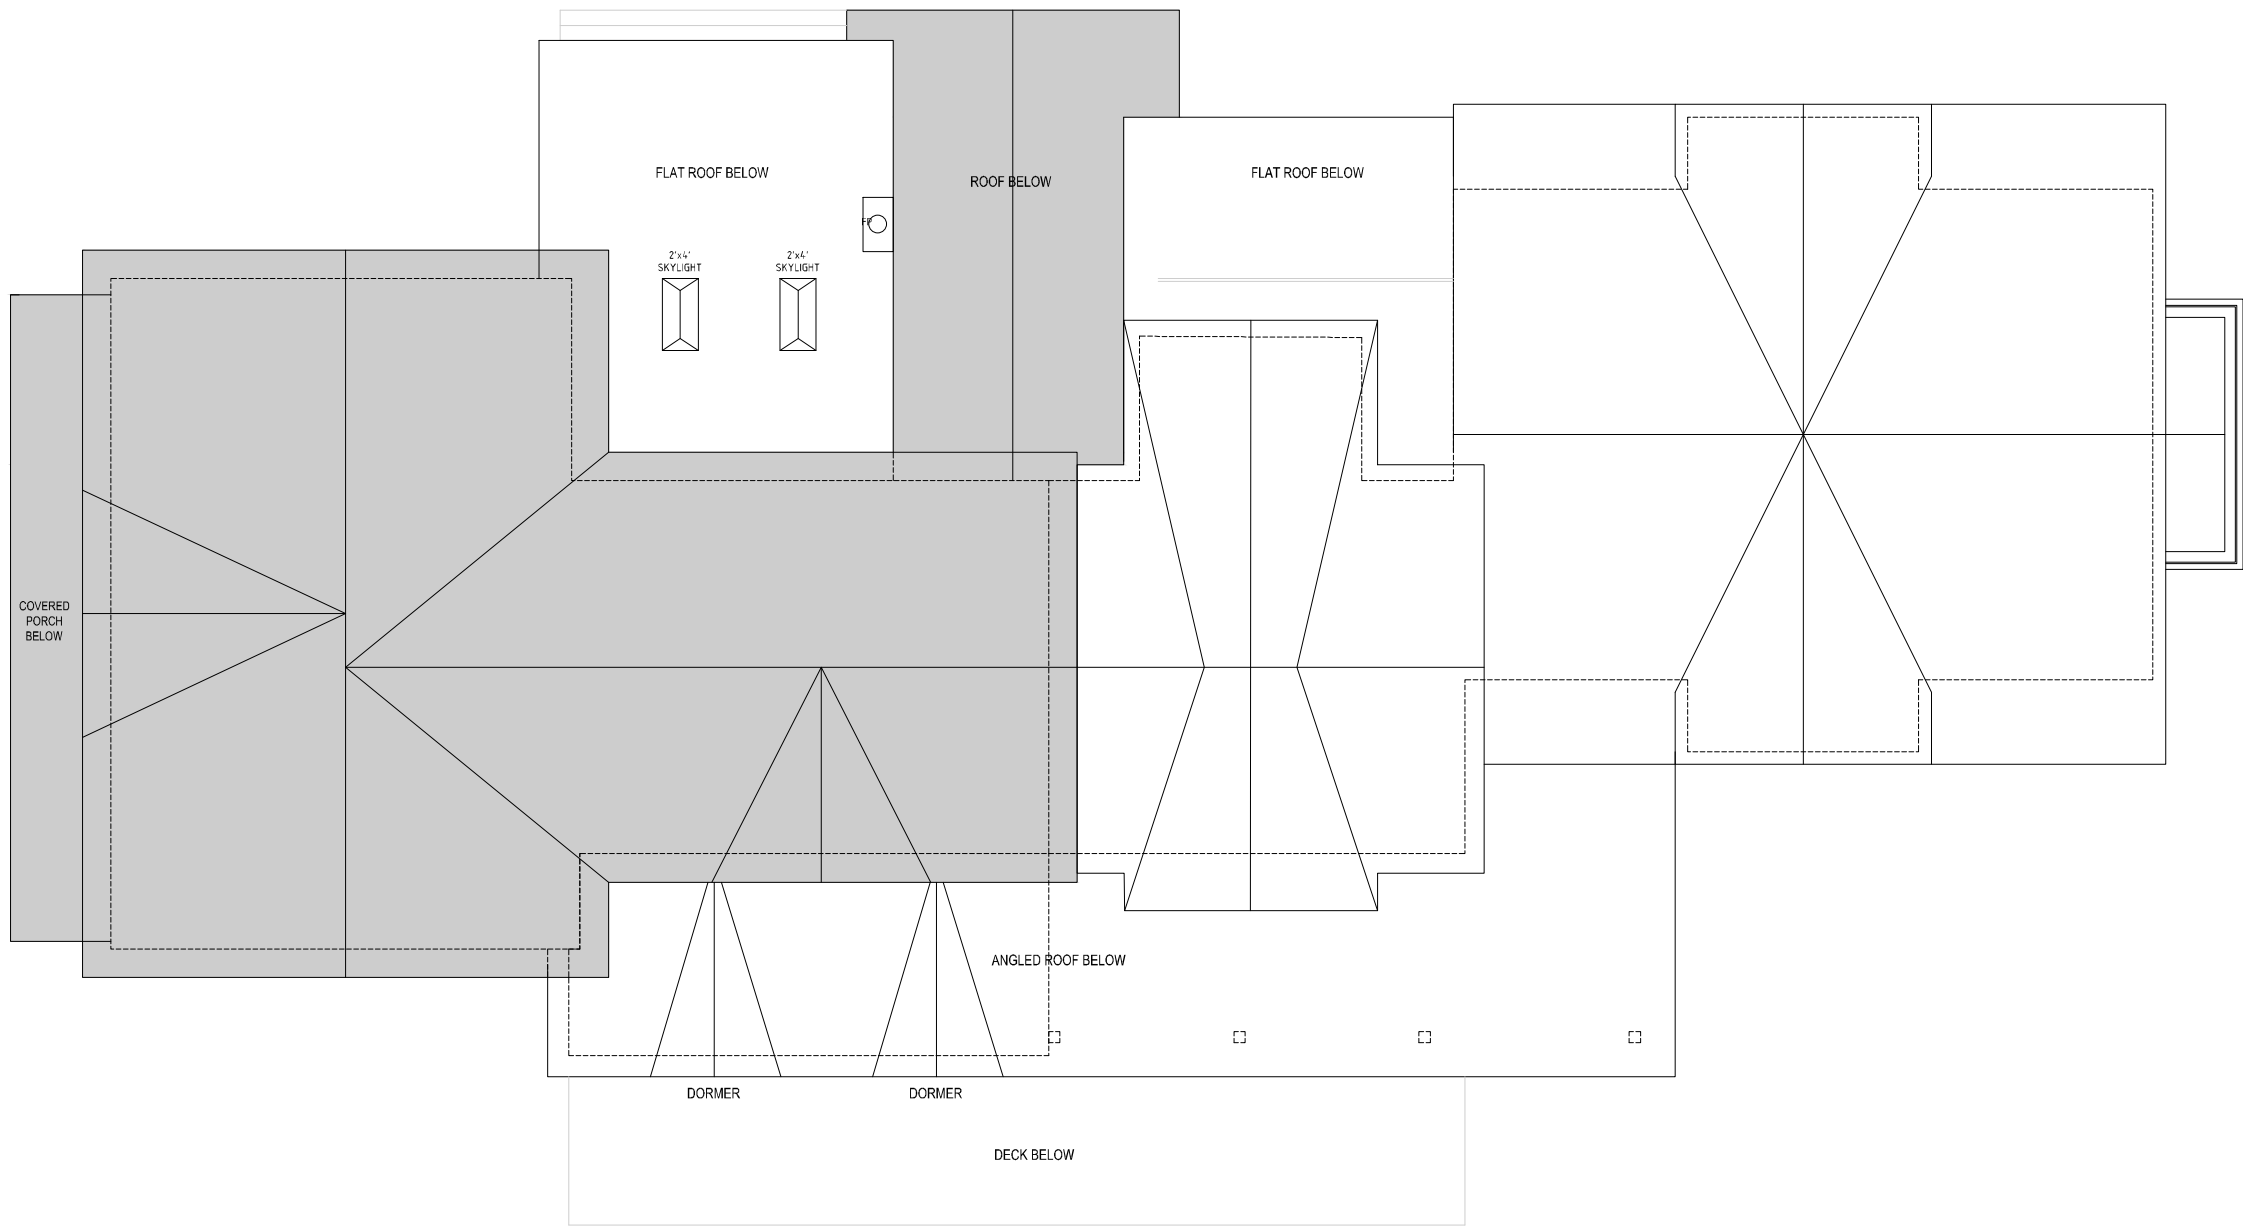 FLAT ROOF BELOW
ROOF BELOW
FLAT ROOF BELOW
FP
2'x4'
SKYLIGHT
2'x4'
SKYLIGHT
COVERED
PORCH
BELOW
ANGLED ROOF BELOW
DORMER
DORMER
DECK BELOW